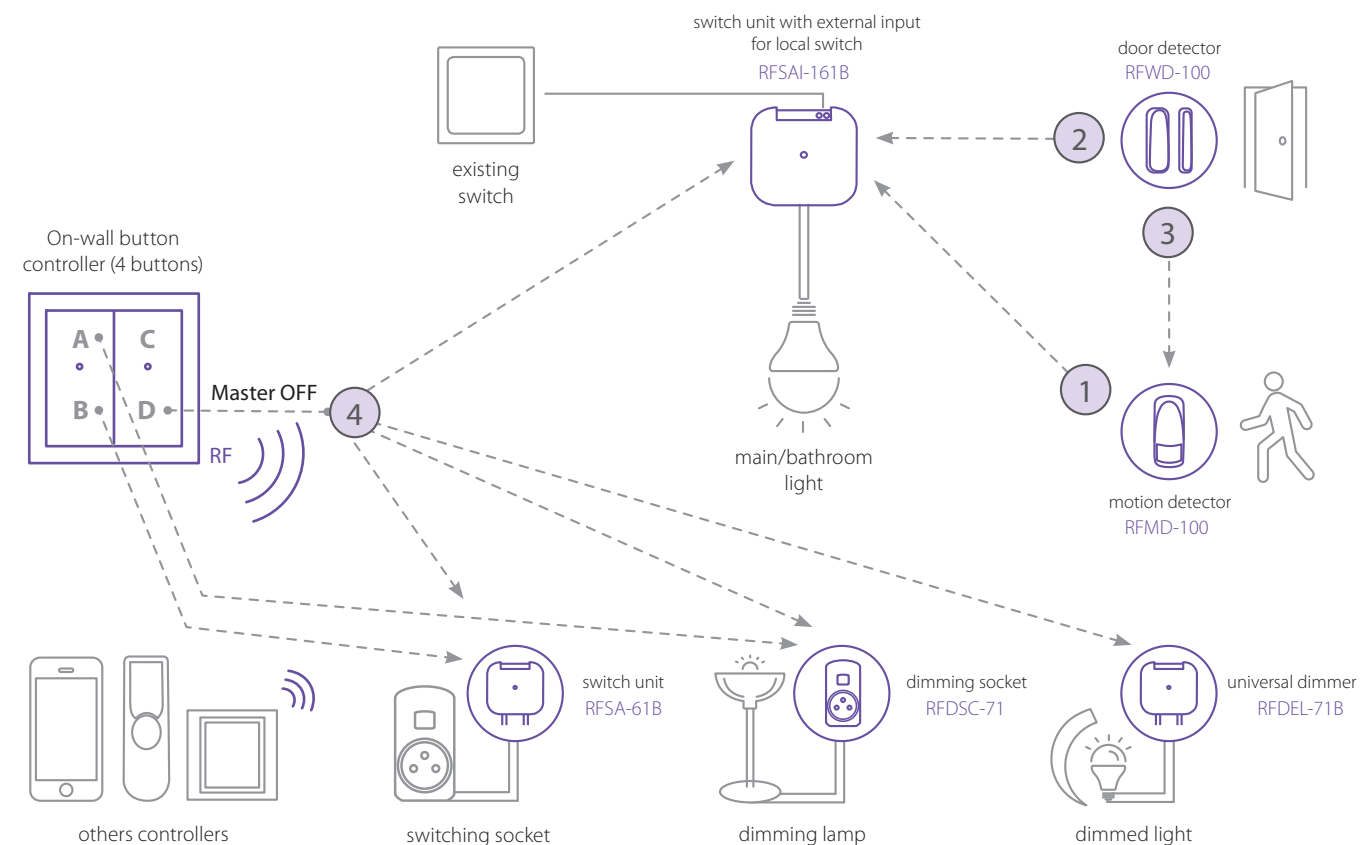 switch unit with external input
for local switch
RFSAI-161B
door detector
RFWD-100
2
existing
switch
3
On-wall button
controller (4 buttons)
A
C
B
D
Master OFF
4
RF
1
main/bathroom
light
motion detector
RFMD-100
switch unit
RFSA-61B
dimming socket
RFDSC-71
universal dimmer
RFDEL-71B
others controllers
switching socket
dimming lamp
dimmed light